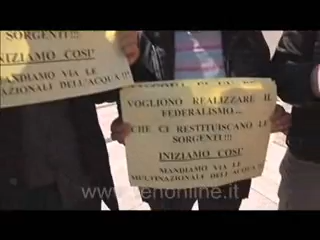 SORGENTI !!!
INIZIAMO COSI'
MANDIAMO VIA LE
NAZIONALI DELL'ACQUA !!!
VOGLIONO REALIZZARE IL
FEDERALISMO...
CHE CI RESTITUISCANO LE
SORGENTI !!!
INIZIAMO COSI'
MANDIAMO VIA LE
MULTINAZIONALI DELL'ACQUA !!!